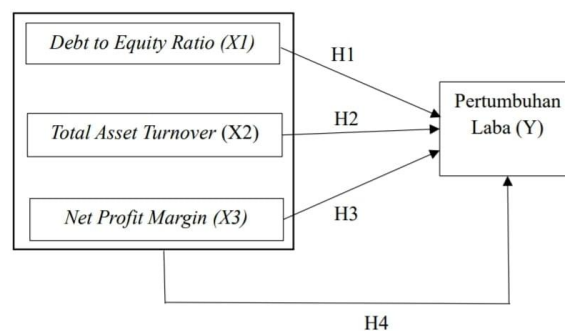 Debt to Equity Ratio (X1)
H1
Pertumbuhan
Laba (Y)
Total Asset Turnover (X2)
H2
Net Profit Margin (X3)
H3
H4